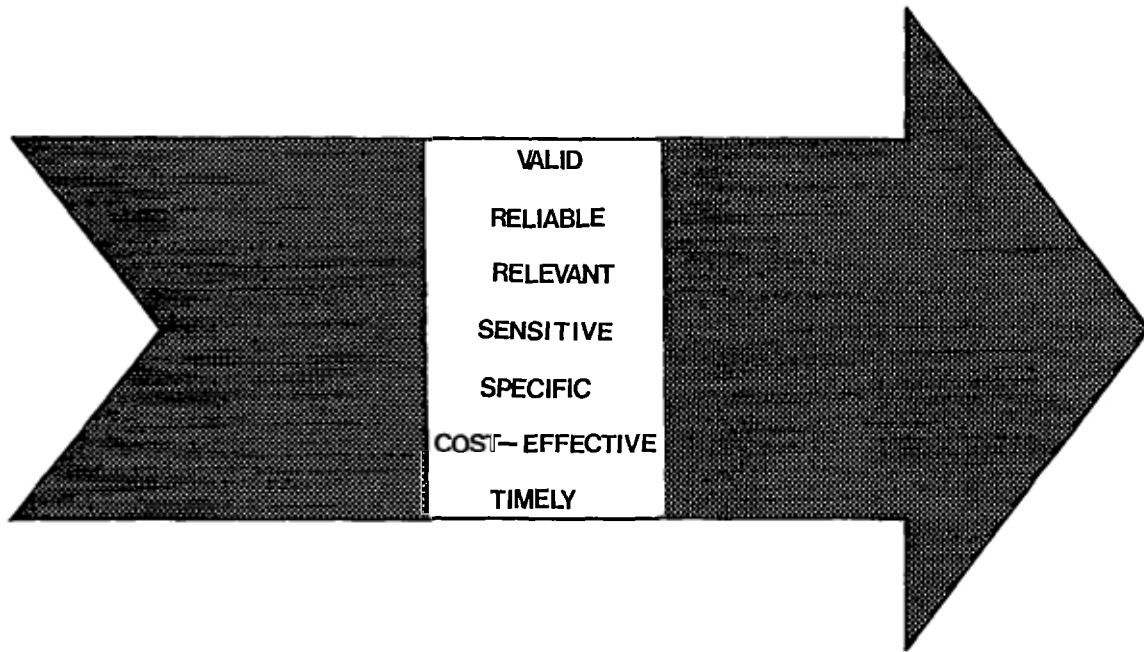 VALID
RELIABLE
RELEVANT
SENSITIVE
SPECIFIC
COST—EFFECTIVE
TIMELY